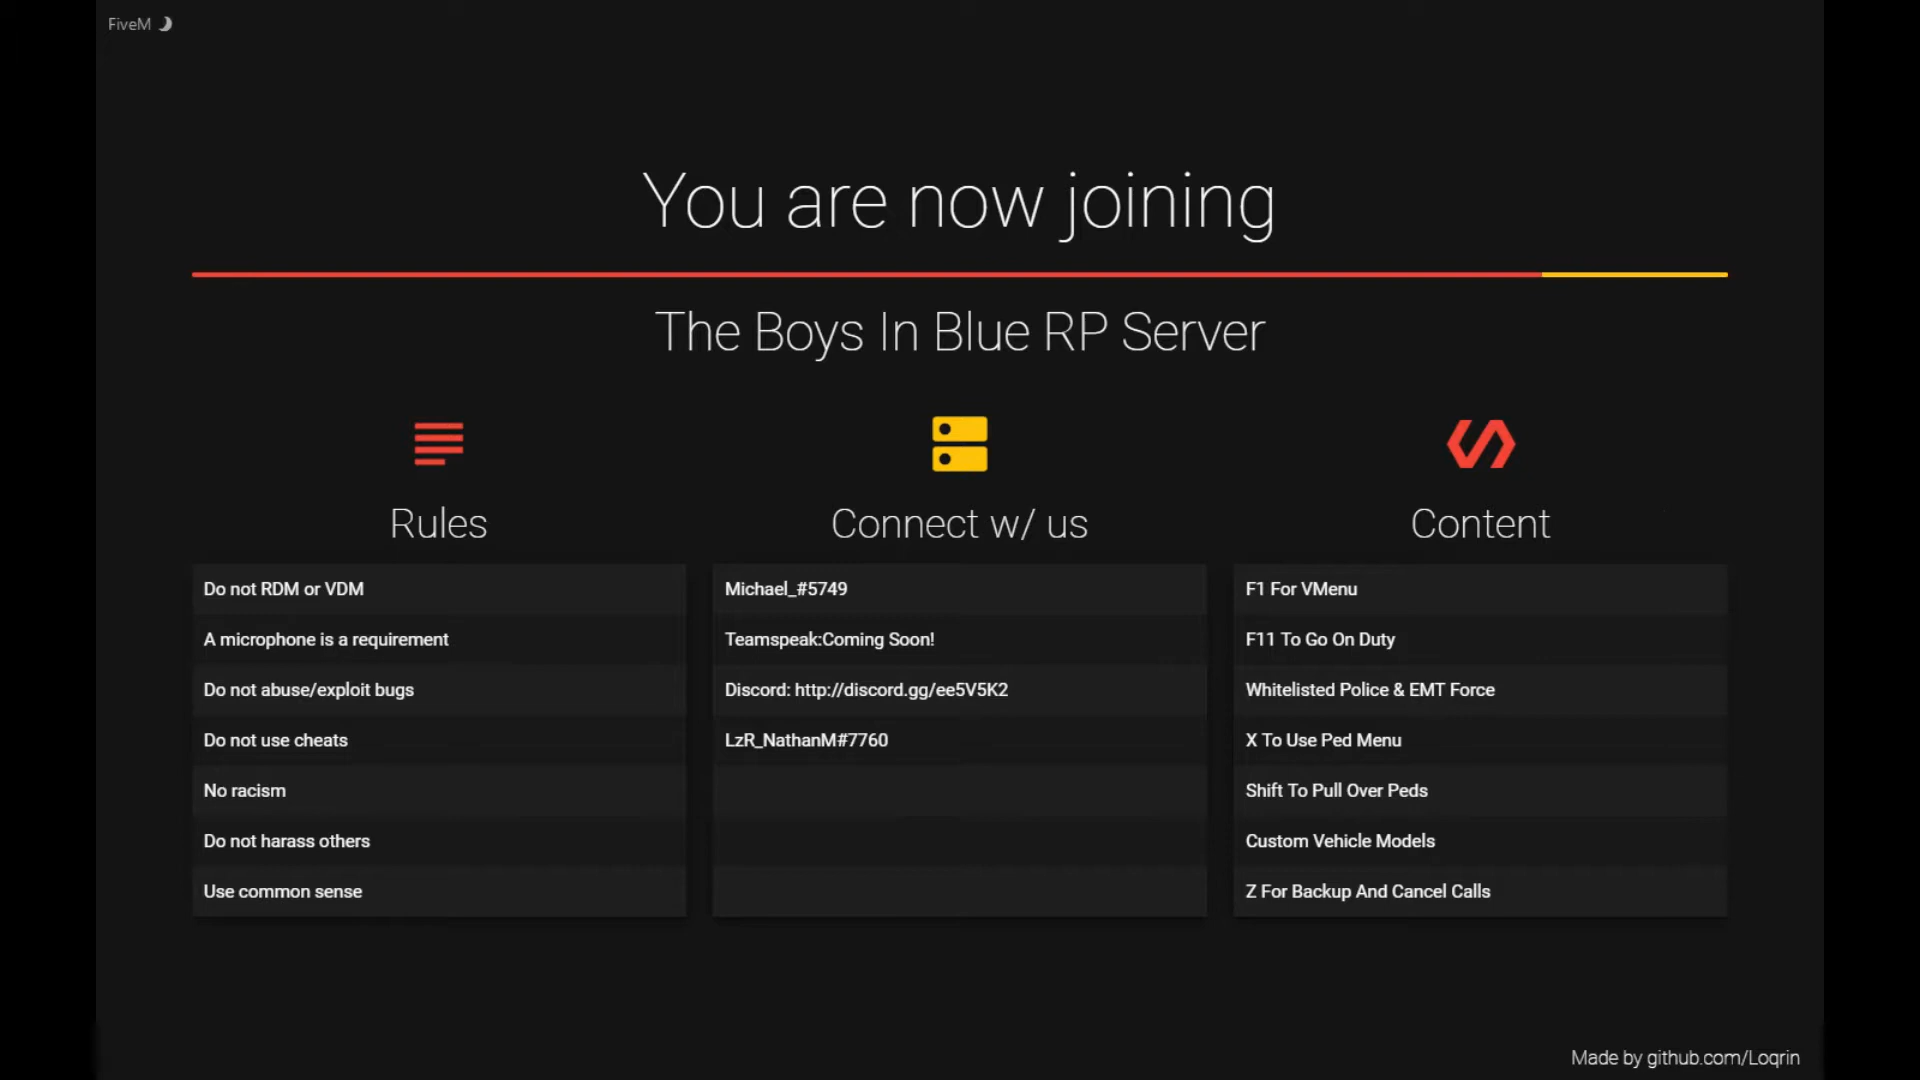 FiveM
You are now joining
The Boys In Blue RP Server
Rules
Do not RDM or VDM
A microphone is a requirement
Do not abuse/exploit bugs
Do not use cheats
No racism
Do not harass others
Use common sense
Connect w/ us
Michael_#5749
Teamspeak:Coming Soon!
Discord: http://discord.gg/ee5V5K2
LzR_NathanM#7760
Content
F1 For VMenu
F11 To Go On Duty
Whitelisted Police & EMT Force
X To Use Ped Menu
Shift To Pull Over Peds
Custom Vehicle Models
Z For Backup And Cancel Calls
Made by github.com/Loqrin